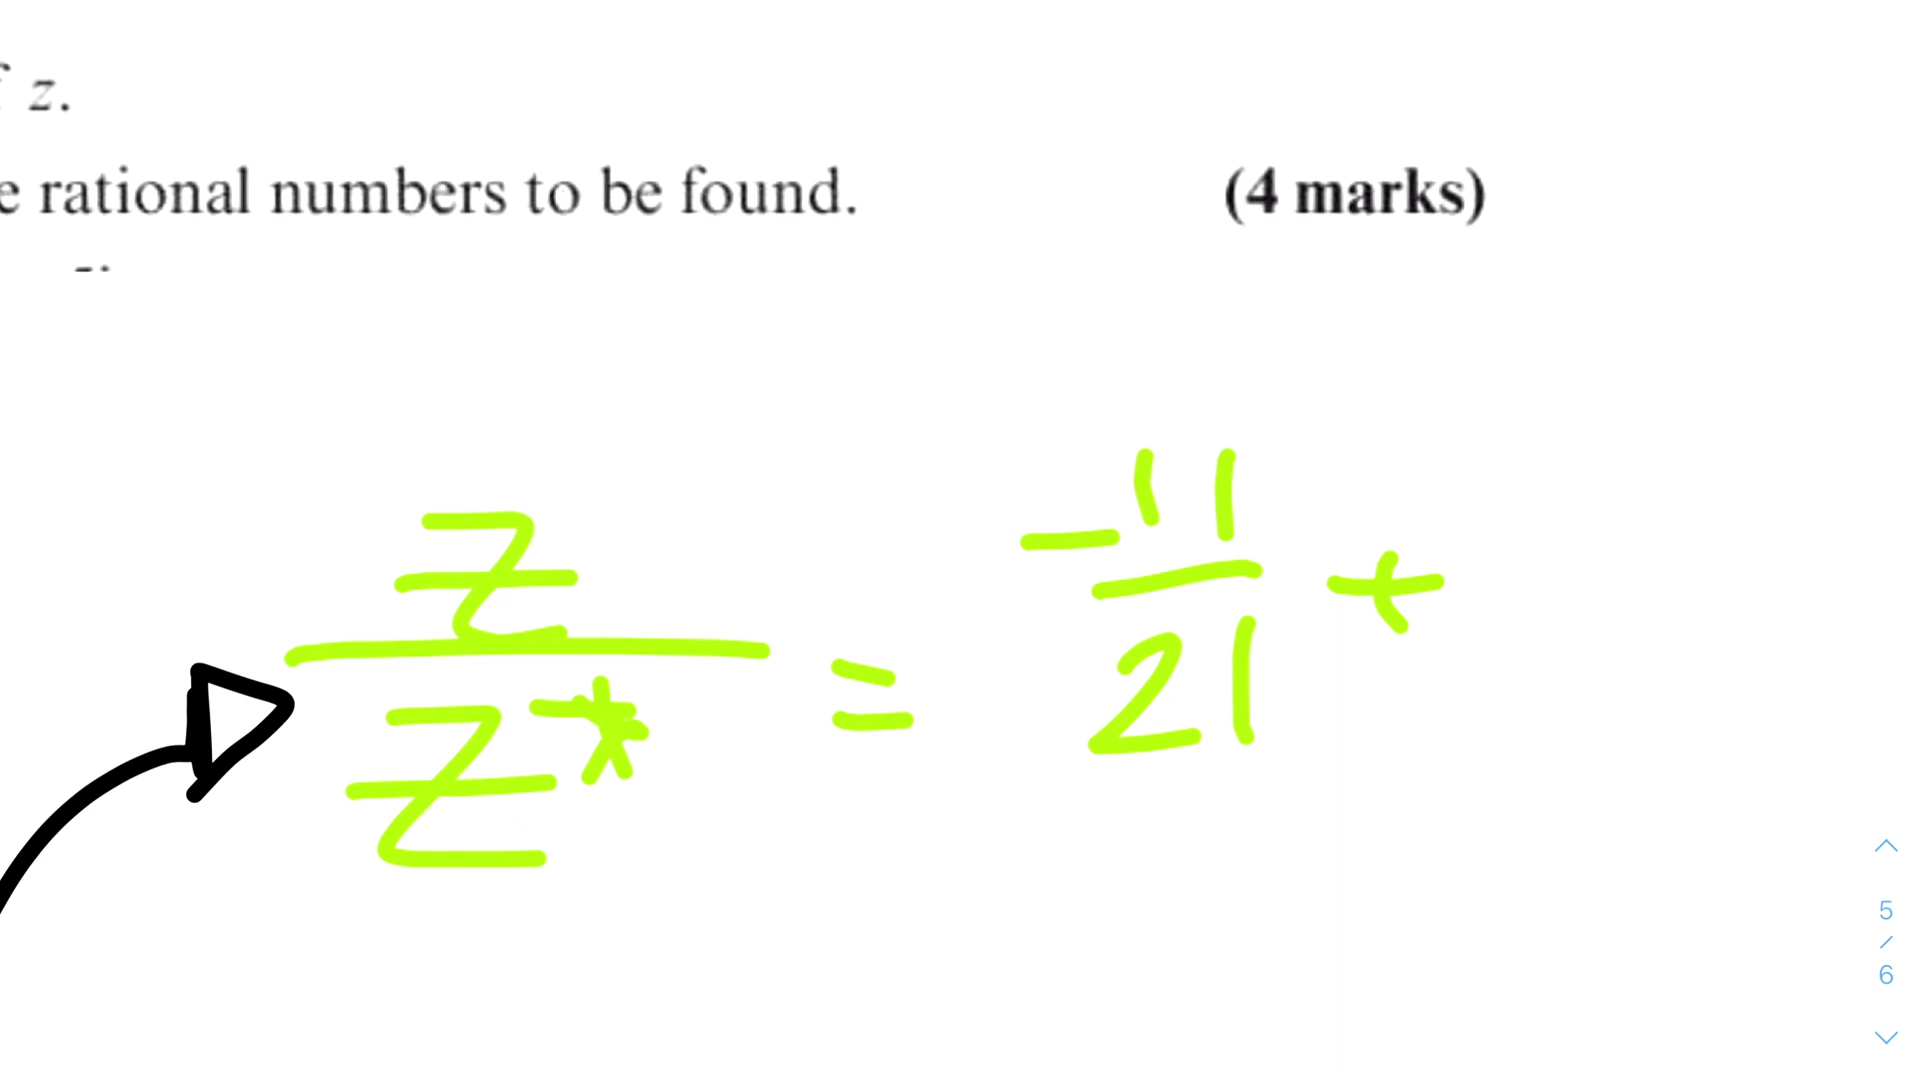 z.
e rational numbers to be found. (4 marks)
z
z* = -11/21 +
5
/
6